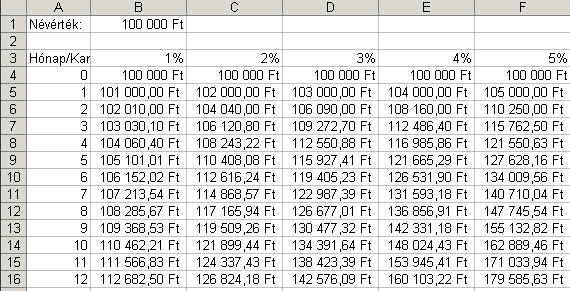 A B C D E F
1 Névérték: 100 000 Ft
2
3 Hónap/Kar 1% 2% 3% 4% 5%
4 0 100 000 Ft 100 000 Ft 100 000 Ft 100 000 Ft 100 000 Ft
5 1 101 000,00 Ft 102 000,00 Ft 103 000,00 Ft 104 000,00 Ft 105 000,00 Ft
6 2 102 010,00 Ft 104 040,00 Ft 106 090,00 Ft 108 160,00 Ft 110 250,00 Ft
7 3 103 030,10 Ft 106 120,80 Ft 109 272,70 Ft 112 486,40 Ft 115 762,50 Ft
8 4 104 060,40 Ft 108 243,22 Ft 112 550,88 Ft 116 985,86 Ft 121 550,63 Ft
9 5 105 101,01 Ft 110 408,08 Ft 115 927,41 Ft 121 665,29 Ft 127 628,16 Ft
10 6 106 152,02 Ft 112 616,24 Ft 119 405,23 Ft 126 531,90 Ft 134 009,56 Ft
11 7 107 213,54 Ft 114 868,57 Ft 122 987,39 Ft 131 593,18 Ft 140 710,04 Ft
12 8 108 285,67 Ft 117 165,94 Ft 126 677,01 Ft 136 856,91 Ft 147 745,54 Ft
13 9 109 368,53 Ft 119 509,26 Ft 130 477,32 Ft 142 331,18 Ft 155 132,82 Ft
14 10 110 462,21 Ft 121 899,44 Ft 134 391,64 Ft 148 024,43 Ft 162 889,46 Ft
15 11 111 566,83 Ft 124 337,43 Ft 138 423,39 Ft 153 945,41 Ft 171 033,94 Ft
16 12 112 682,50 Ft 126 824,18 Ft 142 576,09 Ft 160 103,22 Ft 179 585,63 Ft